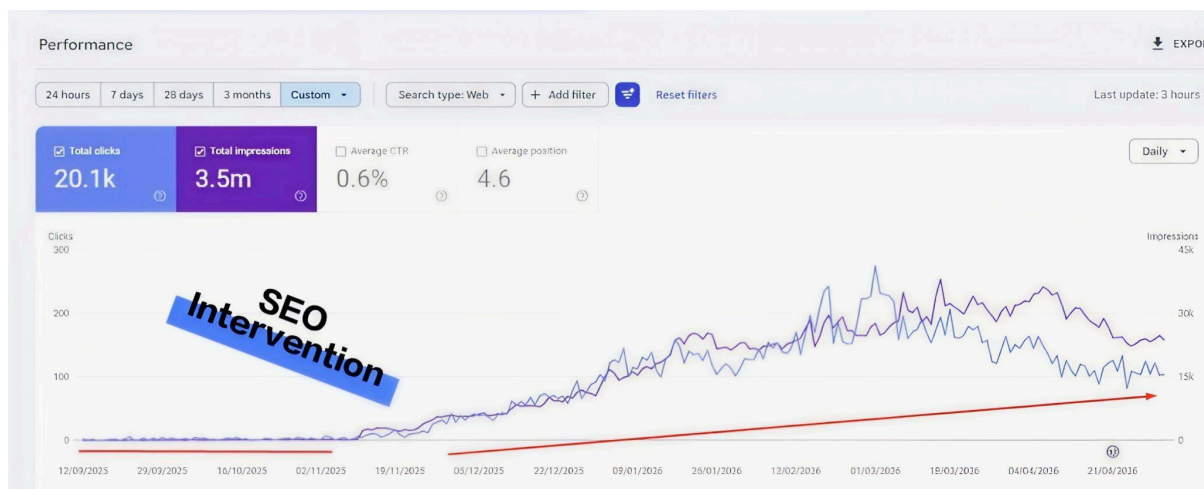 Performance
EXPO
24 hours
7 days
28 days
3 months
Custom
Search type: Web
+ Add filter
Reset filters
Last update: 3 hours
Total clicks
20.1k
Total impressions
3.5m
Average CTR
0.6%
Average position
4.6
Daily
Clicks
Impressions
300
200
100
0
45k
30k
15k
0
SEO
Intervention
12/09/2025
29/09/2025
16/10/2025
02/11/2025
19/11/2025
06/12/2025
22/12/2025
09/01/2026
26/01/2026
12/02/2026
01/03/2026
19/03/2026
04/04/2026
21/04/2026